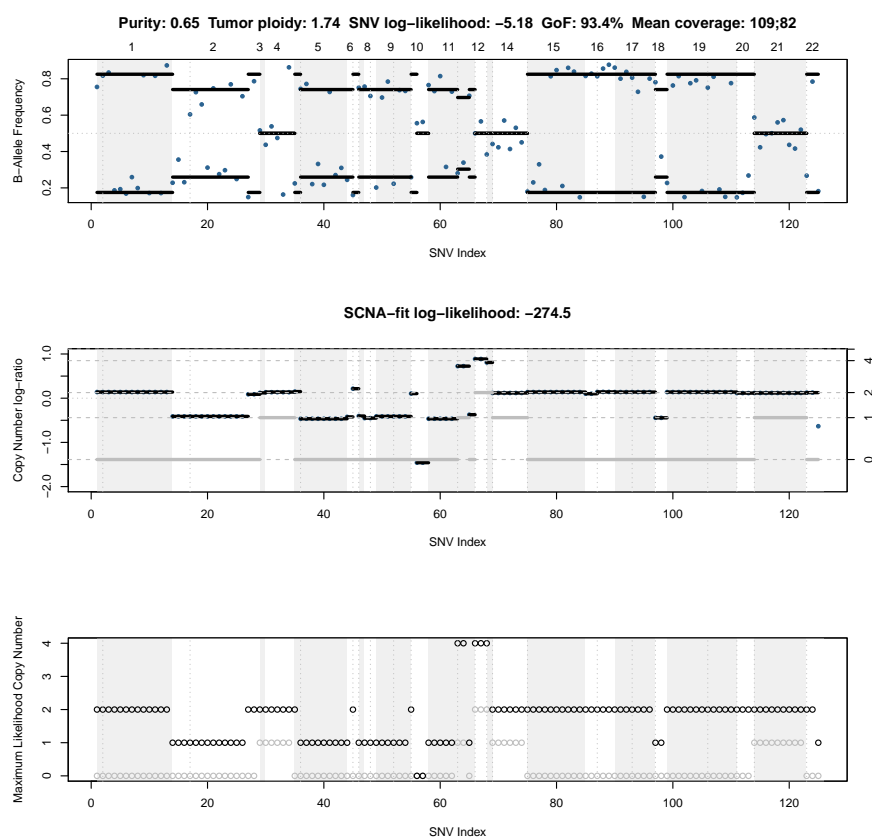 Purity: 0.65 Tumor ploidy: 1.74 SNV log−likelihood: −5.18 GoF: 93.4% Mean coverage: 109;82
1 2 3 4 5 6 8 9 10 11 12 14 15 16 17 18 19 20 21 22
B−Allele Frequency
0.8
0.6
0.4
0.2
0 20 40 60 80 100 120
SNV Index
SCNA−fit log−likelihood: −274.5
Copy Number log−ratio
1.0
0.0
−1.0
−2.0
4
2
1
0
0 20 40 60 80 100 120
SNV Index
Maximum Likelihood Copy Number
4
3
2
1
0
0 20 40 60 80 100 120
SNV Index